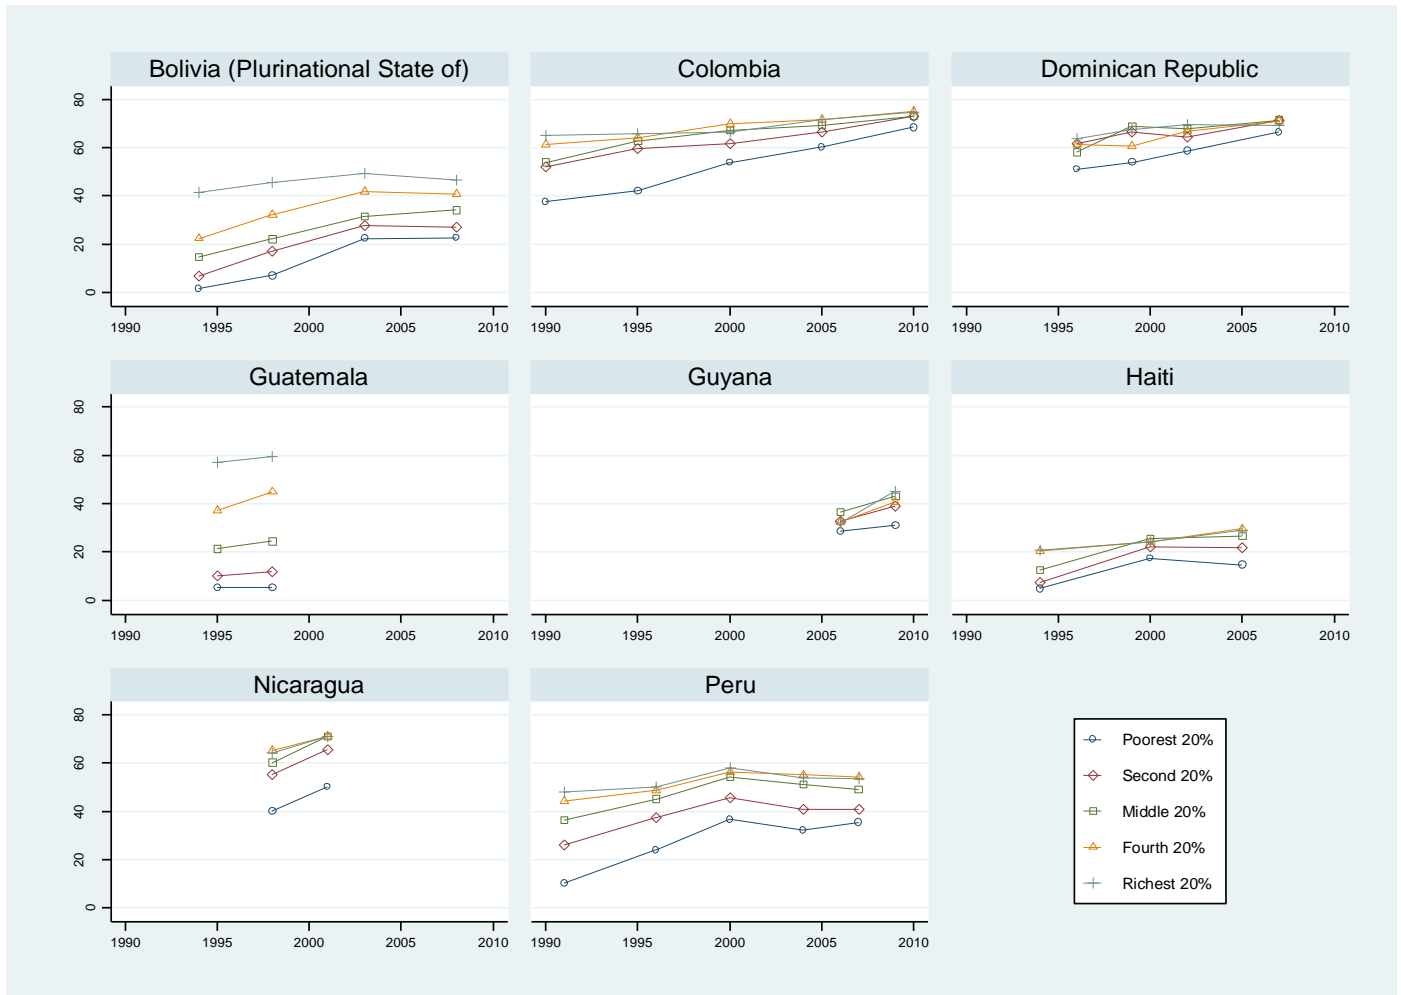 Bolivia (Plurinational State of)
Colombia
Dominican Republic
80
60
40
20
0
1990 1995 2000 2005 2010
1990 1995 2000 2005 2010
1990 1995 2000 2005 2010
Guatemala
Guyana
Haiti
80
60
40
20
0
1990 1995 2000 2005 2010
1990 1995 2000 2005 2010
1990 1995 2000 2005 2010
Nicaragua
Peru
80
60
40
20
0
1990 1995 2000 2005 2010
1990 1995 2000 2005 2010
Poorest 20%
Second 20%
Middle 20%
Fourth 20%
Richest 20%